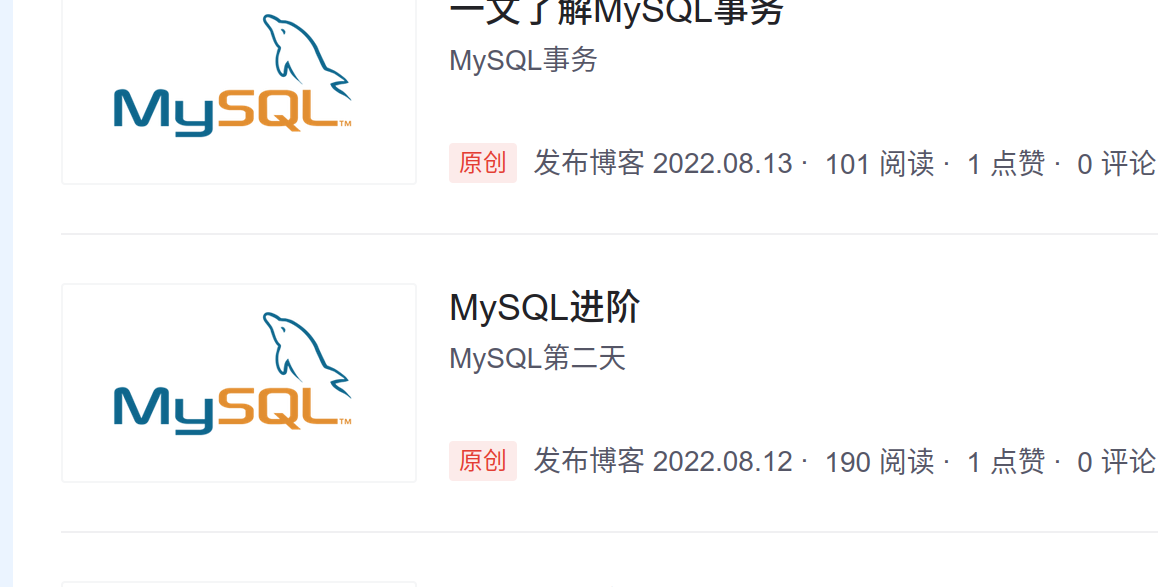 一文了解MySQL事务
MySQL事务
MySQL™
原创 发布博客 2022.08.13 · 101 阅读 · 1 点赞 · 0 评论
MySQL进阶
MySQL第二天
MySQL™
原创 发布博客 2022.08.12 · 190 阅读 · 1 点赞 · 0 评论